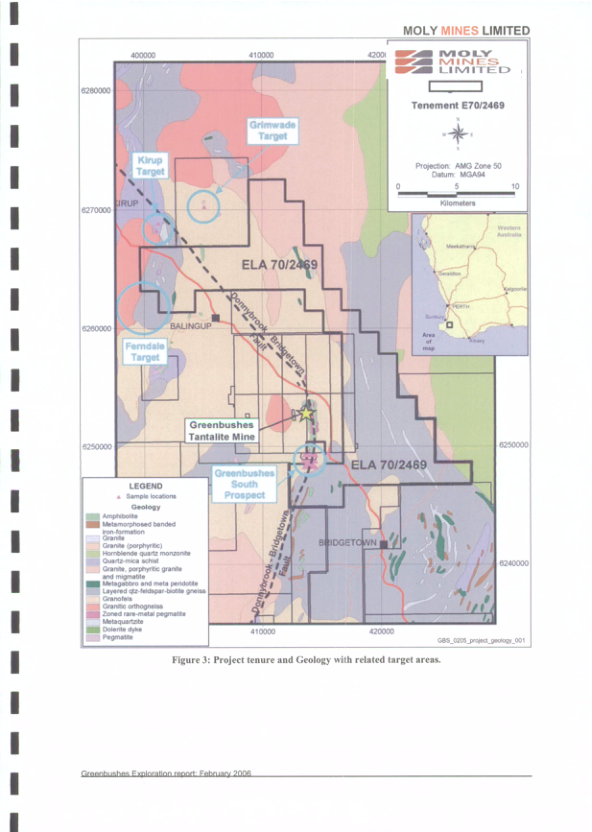 MOLY MINES LIMITED
400000
410000
4200
MOLY
MINES
LIMITED
Tenement E70/2469
N
W
E
S
Projection: AMG Zone 50
Datum: MGA94
0
5
10
Kilometers
6280000
6270000
6260000
6250000
Grimwade
Target
Kirup
Target
KIRUP
ELA 70/2469
Donnybrook - Bridgetown
Fault
BALINGUP
Ferndale
Target
Greenbushes
Tantalite Mine
Greenbushes
South
Prospect
ELA 70/2469
Western
Australia
Meekatharra
Geraldton
Kalgoorlie
PERTH
Bunbury
Albany
Area
of
map
6250000
6240000
BRIDGETOWN
Donnybrook - Bridgetown
Fault
LEGEND
Sample locations
Geology
Amphibolite
Metamorphosed banded
iron-formation
Granite
Granite (porphyritic)
Hornblende quartz monzonite
Quartz-mica schist
Granite, porphyritic granite
and migmatite
Metagabbro and meta peridotite
Layered qtz-feldspar-biotite gneiss
Granofels
Granitic orthogneiss
Zoned rare-metal pegmatite
Metaquartzite
Dolerite dyke
Pegmatite
410000
420000
GBS_0205_project_geology_001
Figure 3: Project tenure and Geology with related target areas.
Greenbushes Exploration report: February 2006